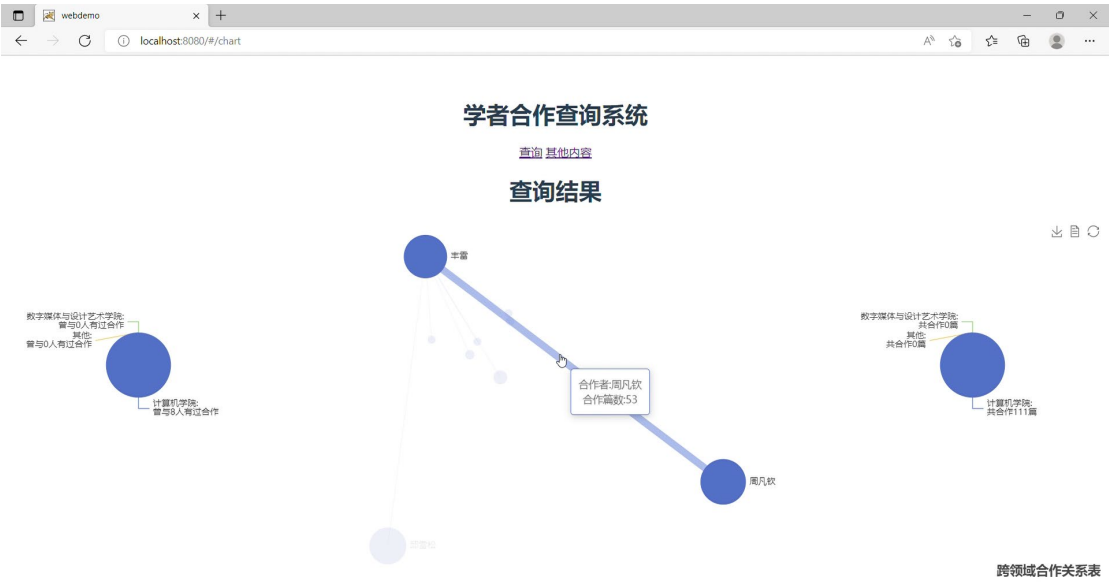 webdemo
localhost:8080/#/chart
学者合作查询系统
查询 其他内容
查询结果
丰雷
数字媒体与设计艺术学院:
曾与0人有过合作
其他:
曾与0人有过合作
计算机学院:
曾与8人有过合作
合作者:周凡钦
合作篇数:53
周凡钦
数字媒体与设计艺术学院:
共合作0篇
其他:
共合作0篇
计算机学院:
共合作111篇
跨领域合作关系表